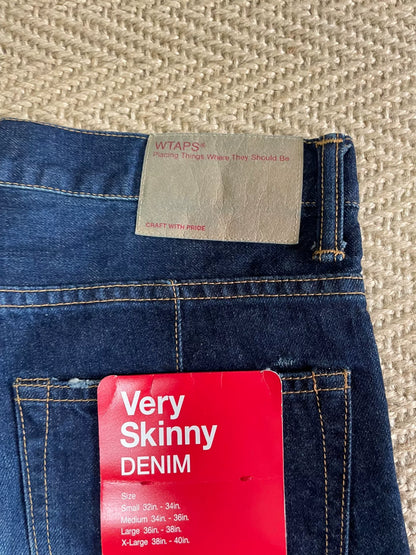 WTAPS®
Placing Things Where They Should Be
CRAFT WITH PRIDE
Very
Skinny
DENIM
Size
Small 32in. - 34in.
Medium 34in. - 36in.
Large 36in. - 38in.
X-Large 38in. - 40in.